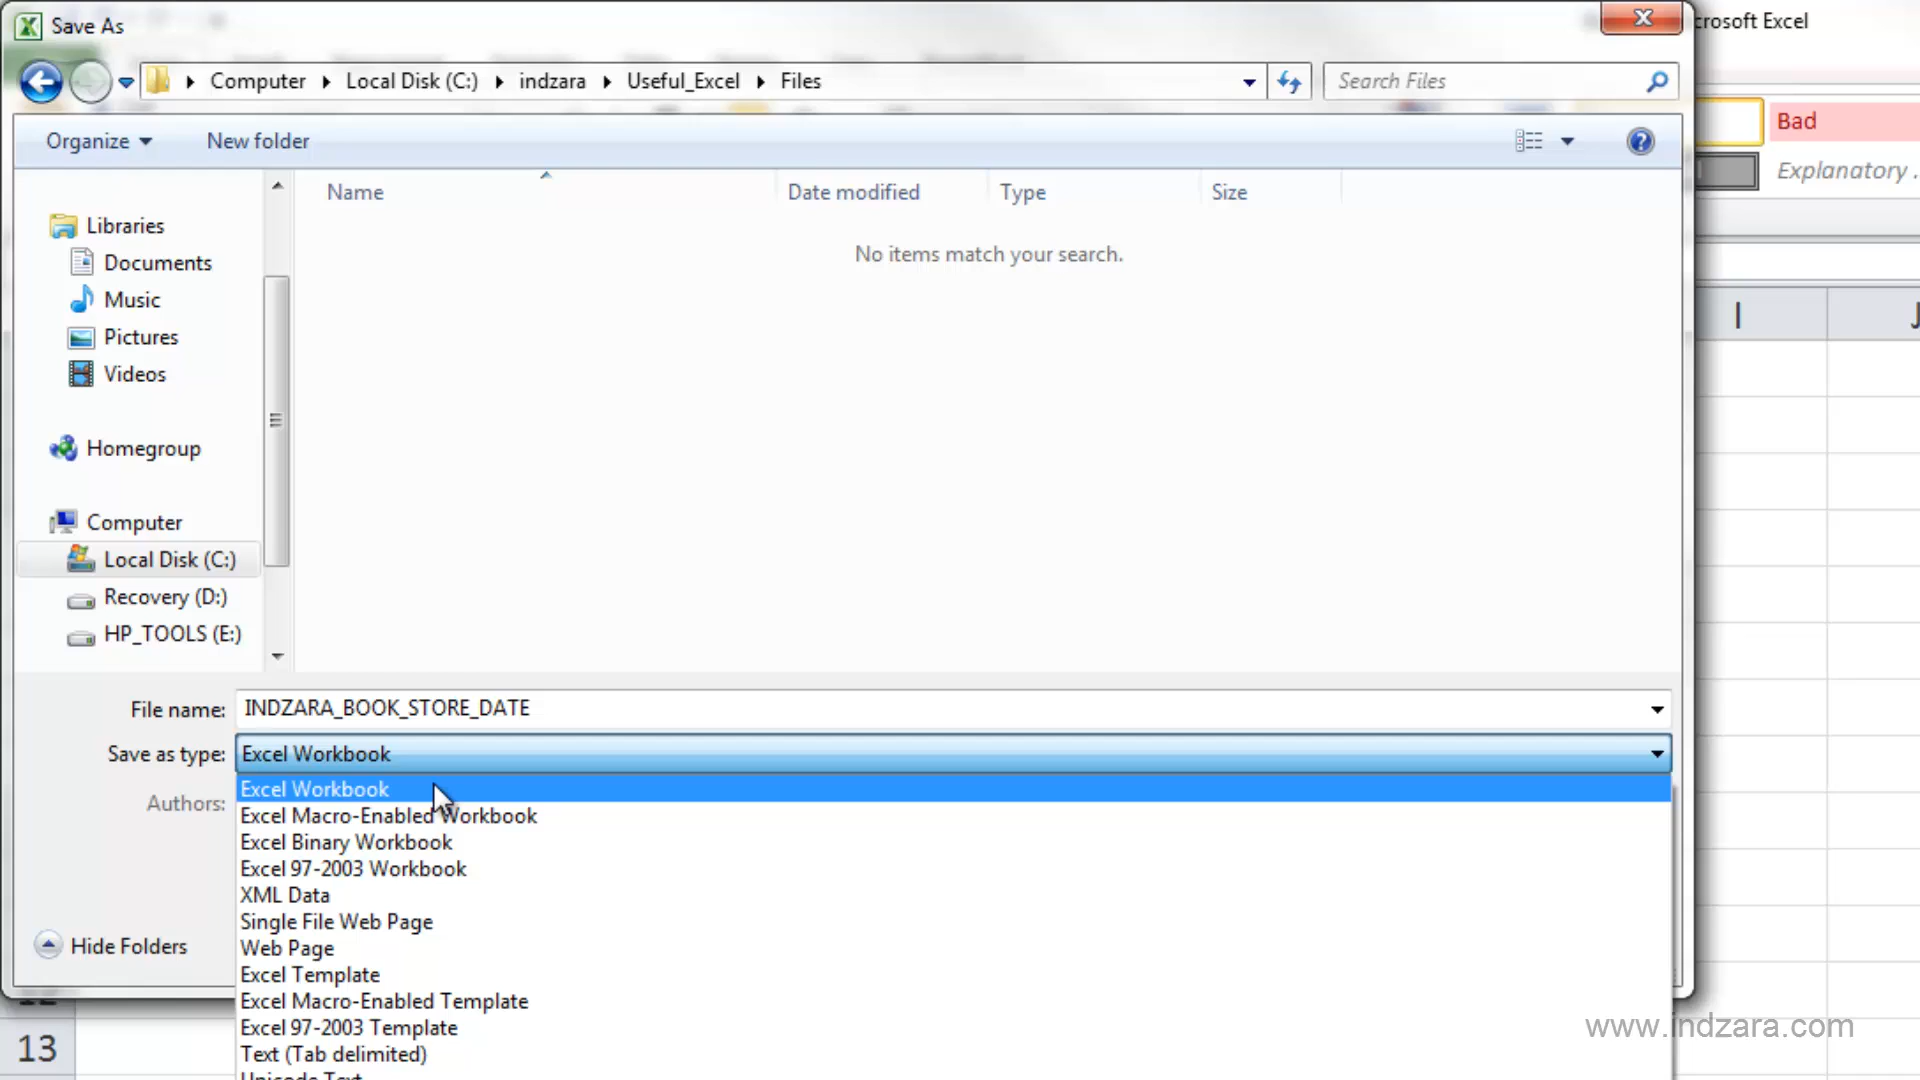 Save As
crosoft Excel
Computer Local Disk (C:) indzara Useful_Excel Files
Search Files
Organize
New folder
Bad
Explanatory ..
Name
Date modified
Type
Size
No items match your search.
Libraries
Documents
Music
Pictures
Videos
Homegroup
Computer
Local Disk (C:)
Recovery (D:)
HP_TOOLS (E:)
I
J
File name: INDZARA_BOOK_STORE_DATE
Save as type: Excel Workbook
Authors:
Excel Workbook
Excel Macro-Enabled Workbook
Excel Binary Workbook
Excel 97-2003 Workbook
XML Data
Single File Web Page
Web Page
Excel Template
Excel Macro-Enabled Template
Excel 97-2003 Template
Text (Tab delimited)
Unicode Text
Hide Folders
13
www.indzara.com